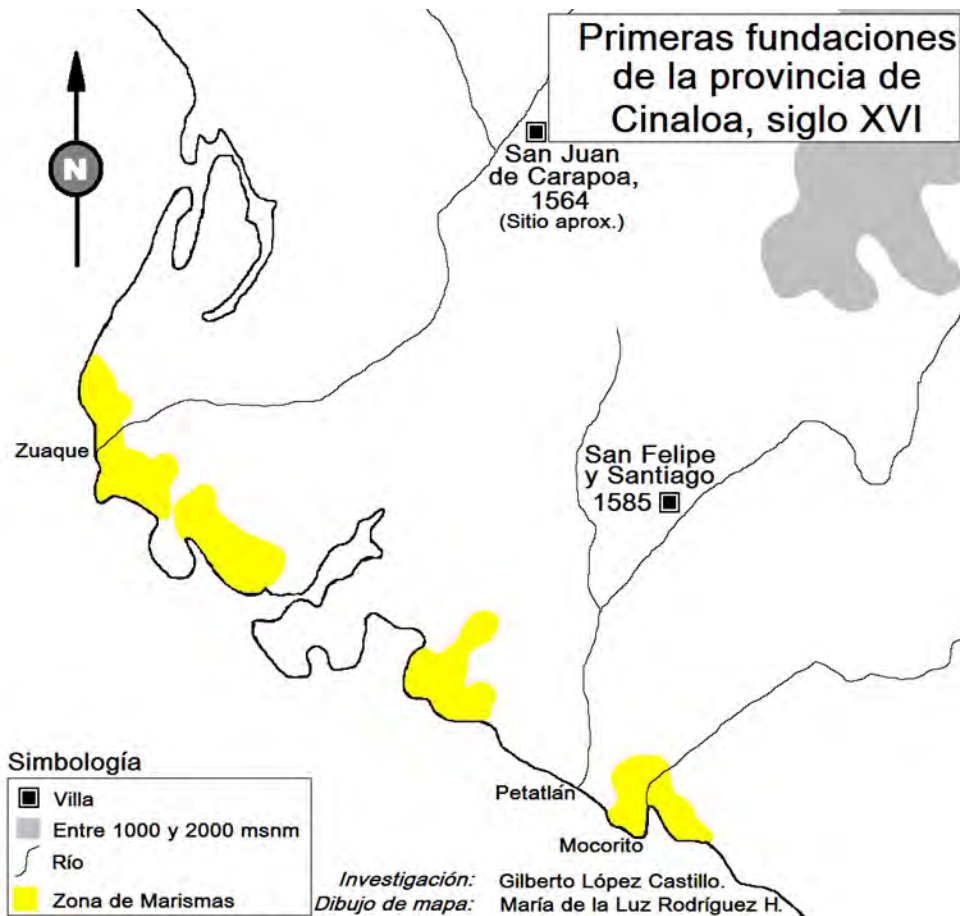 Primeras fundaciones
de la provincia de
Cinaloa, siglo XVI
N
San Juan
de Carapoa,
1564
(Sitio aprox.)
Zuaque
San Felipe
y Santiago
1585
Petatlán
Mocorito
Simbología
Villa
Entre 1000 y 2000 msnm
Río
Zona de Marismas
Investigación: Gilberto López Castillo.
Dibujo de mapa: María de la Luz Rodríguez H.